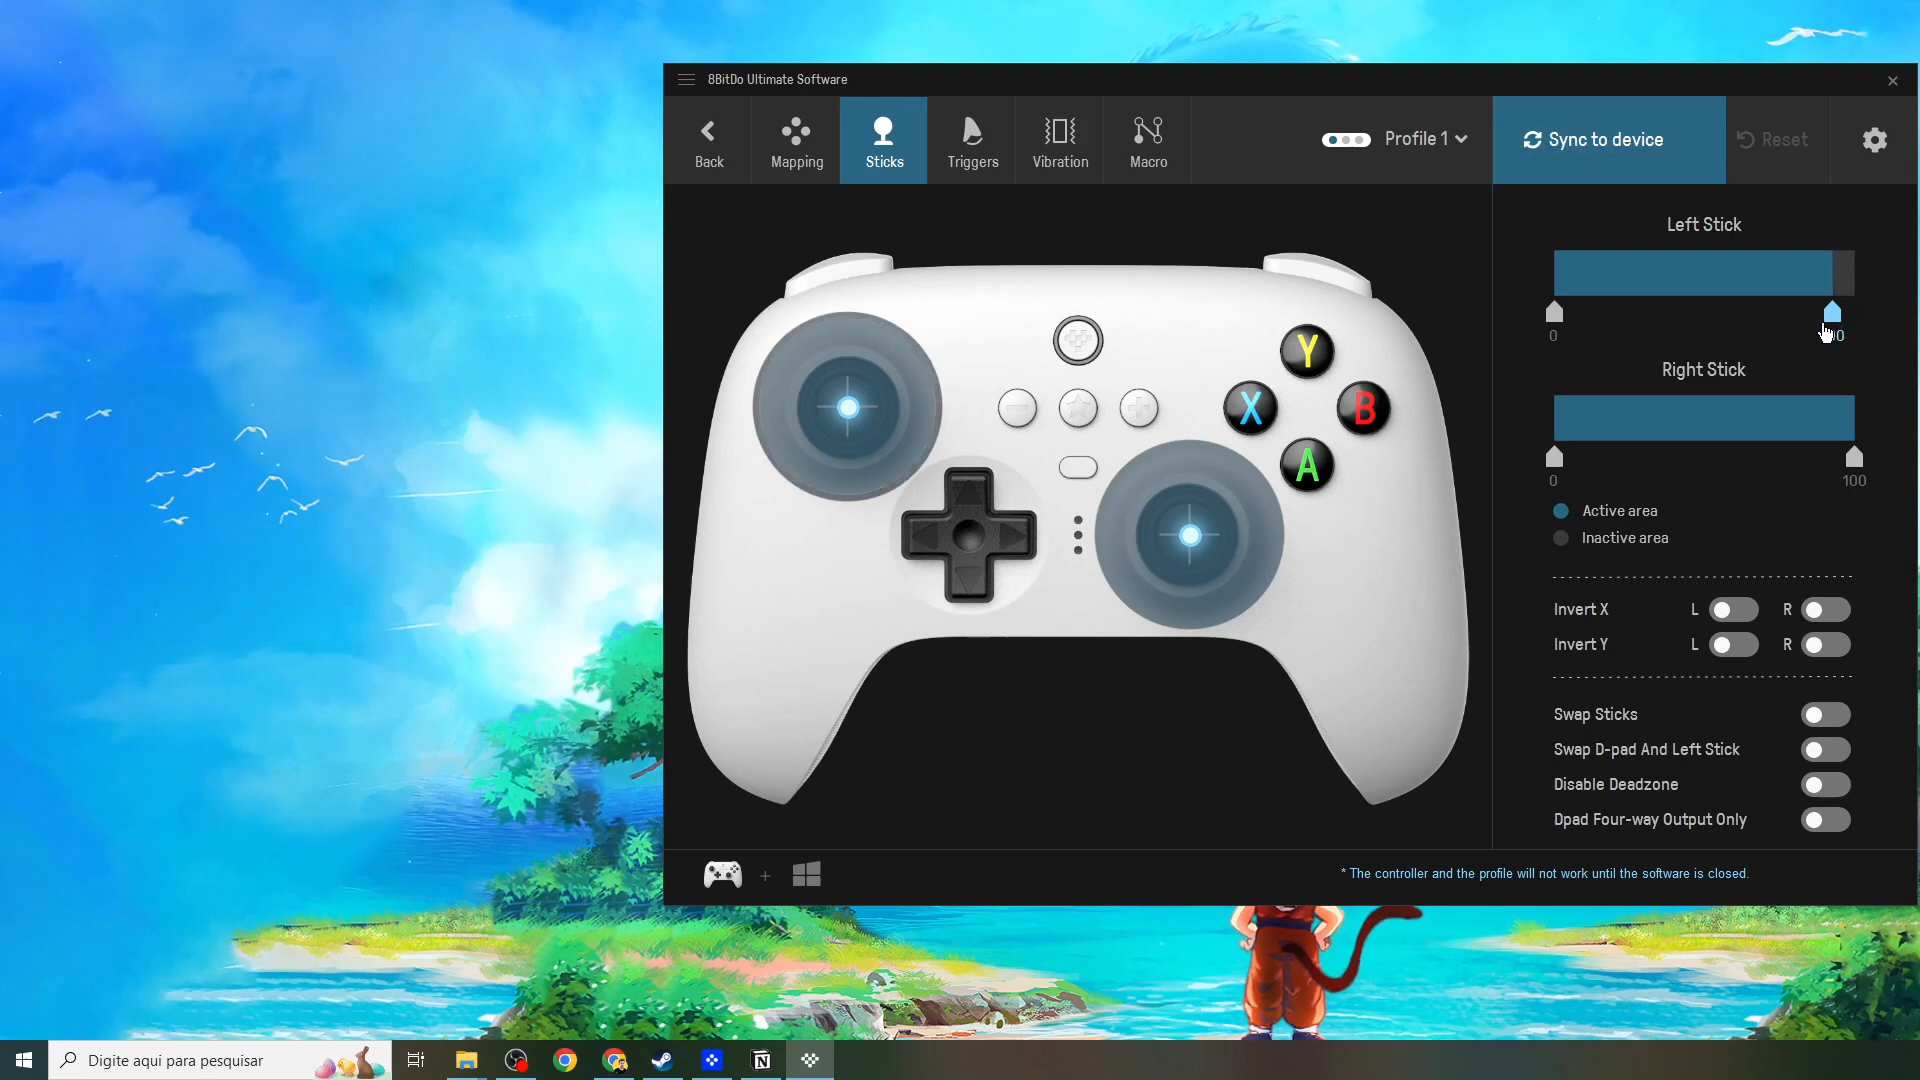 8BitDo Ultimate Software
Back
Mapping
Sticks
Triggers
Vibration
Macro
Profile 1
Sync to device
Reset
Left Stick
0
Right Stick
0 100
Active area
Inactive area
Invert X L R
Invert Y L R
Swap Sticks
Swap D-pad And Left Stick
Disable Deadzone
Dpad Four-way Output Only
Y
X
B
A
* The controller and the profile will not work until the software is closed.
Digite aqui para pesquisar